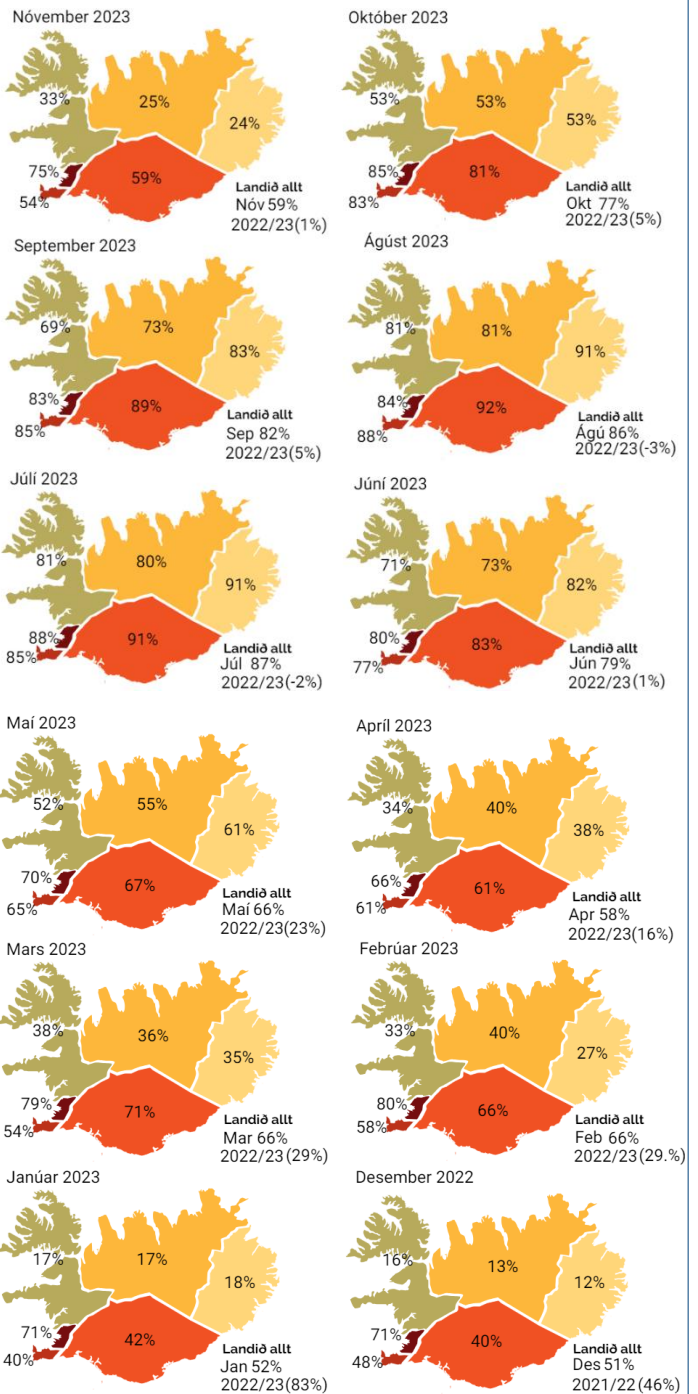 Nóvember 2023
33%
25%
24%
75%
59%
54%
Landið allt
Nóv 59%
2022/23(1%)
Október 2023
53%
53%
53%
85%
81%
83%
Landið allt
Okt 77%
2022/23(5%)
September 2023
69%
73%
83%
83%
89%
85%
Landið allt
Sep 82%
2022/23(5%)
Ágúst 2023
81%
81%
91%
84%
92%
88%
Landið allt
Ágú 86%
2022/23(-3%)
Júlí 2023
81%
80%
91%
88%
91%
85%
Landið allt
Júl 87%
2022/23(-2%)
Júní 2023
71%
73%
82%
80%
83%
77%
Landið allt
Jún 79%
2022/23(1%)
Maí 2023
52%
55%
61%
70%
67%
65%
Landið allt
Maí 66%
2022/23(23%)
Apríl 2023
34%
40%
38%
66%
61%
61%
Landið allt
Apr 58%
2022/23(16%)
Mars 2023
38%
36%
35%
79%
71%
54%
Landið allt
Mar 66%
2022/23(29%)
Febrúar 2023
33%
40%
27%
80%
66%
58%
Landið allt
Feb 66%
2022/23(29.%)
Janúar 2023
17%
17%
18%
71%
42%
40%
Landið allt
Jan 52%
2022/23(83%)
Desember 2022
16%
13%
12%
71%
40%
48%
Landið allt
Des 51%
2021/22(46%)